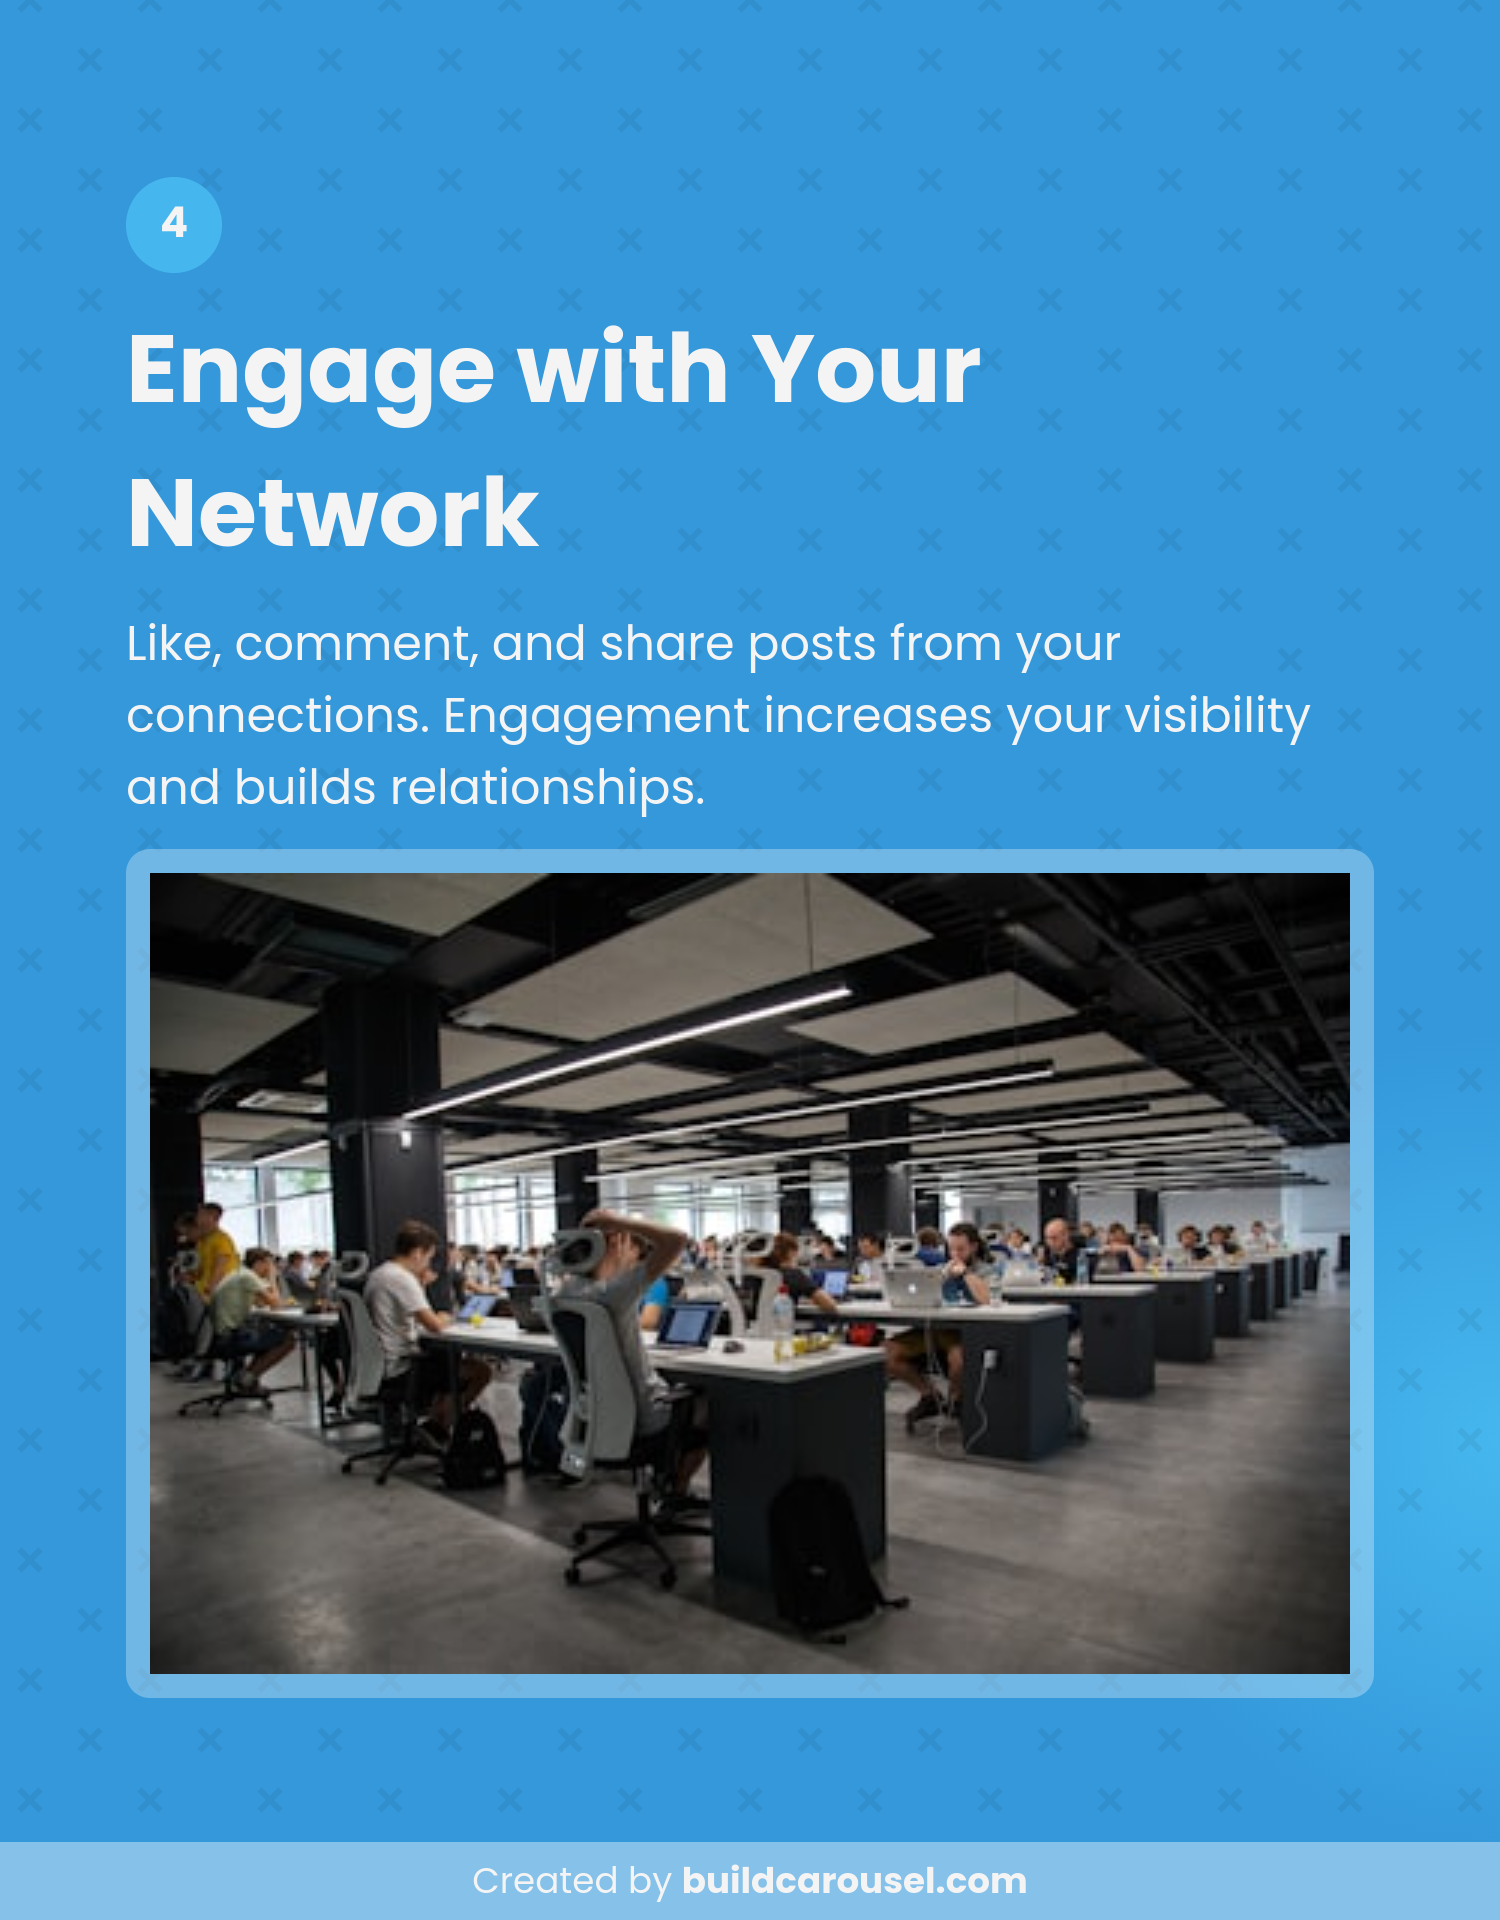 4
Engage with Your
Network
Like, comment, and share posts from your
connections. Engagement increases your visibility
and builds relationships.
Created by buildcarousel.com